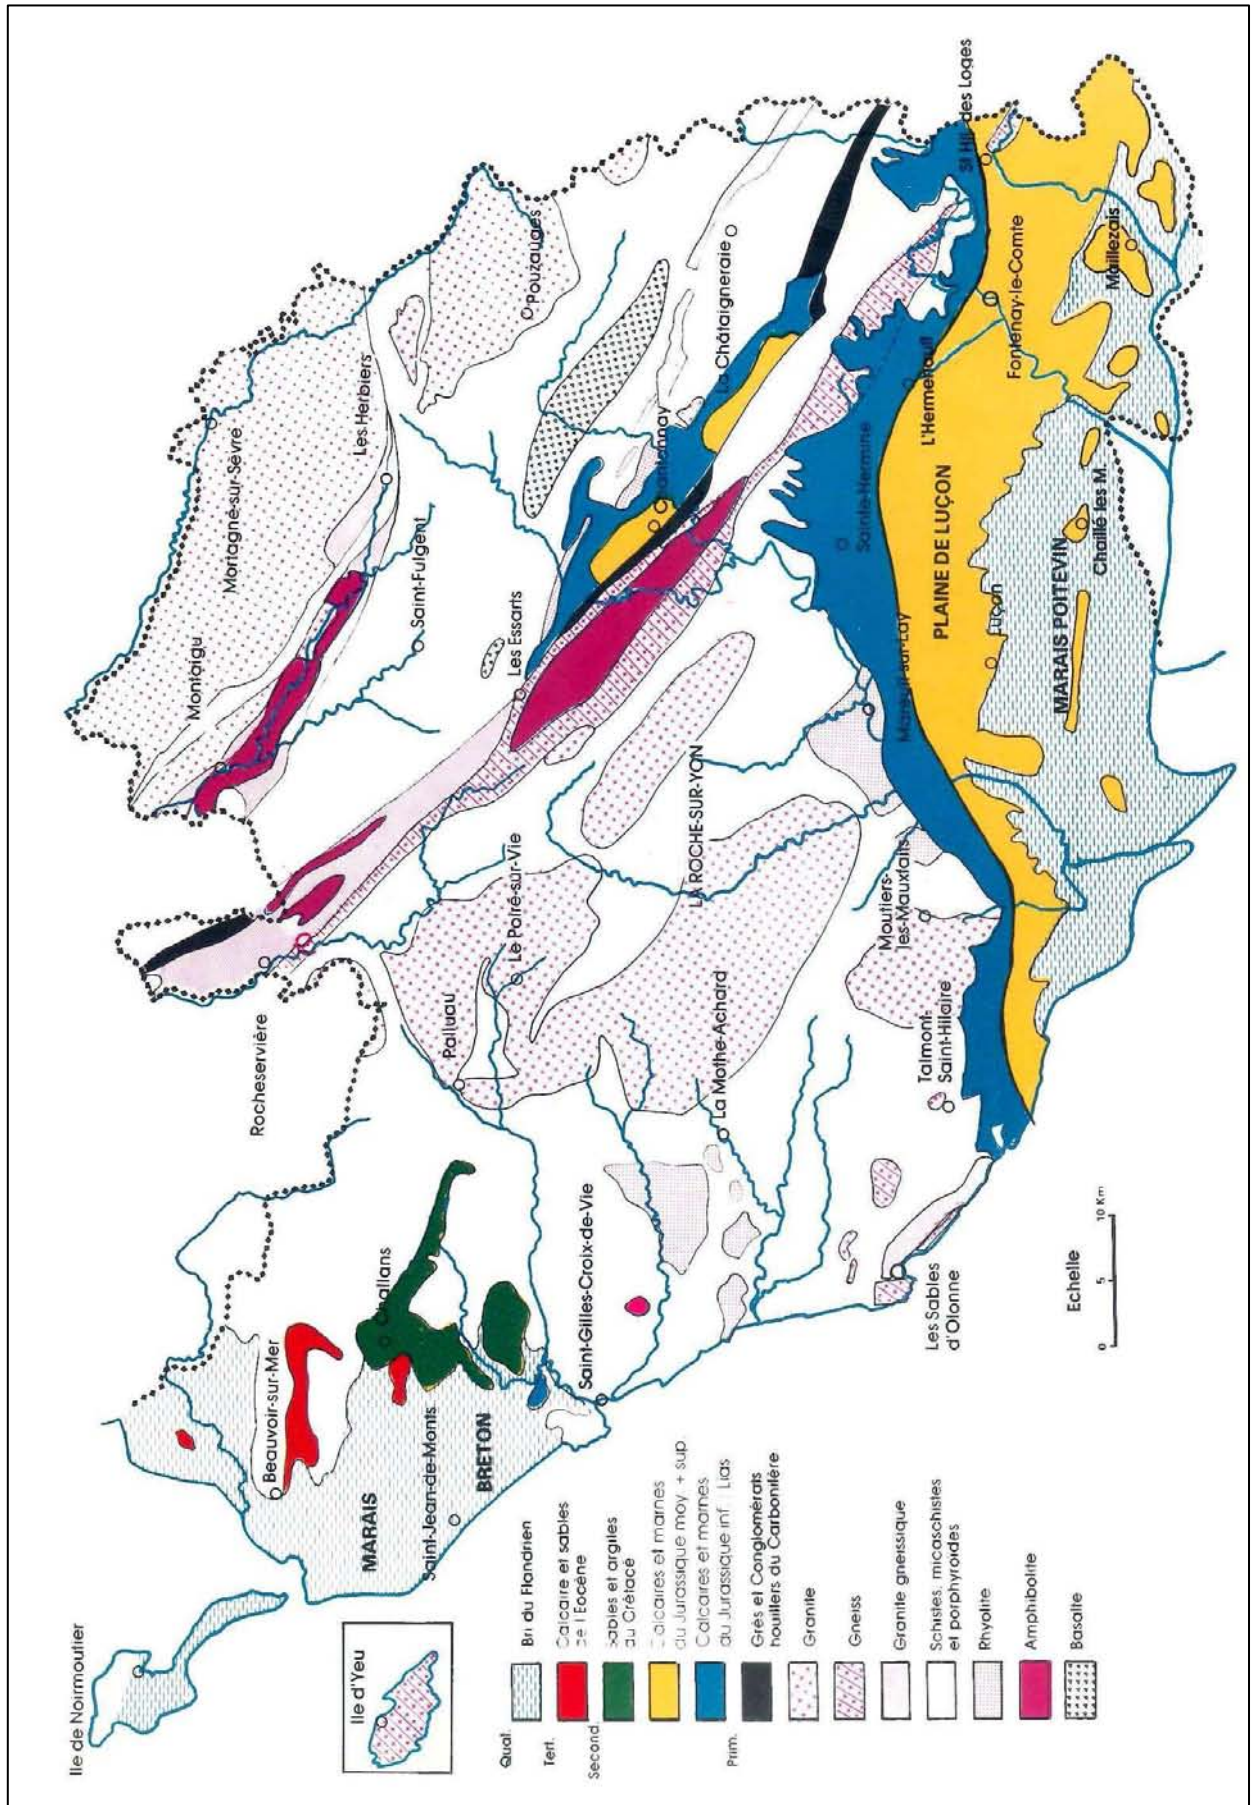 Ile de Noirmoutier
Ile d'Yeu
Beauvoir-sur-Mer
MARAIS
Saint-Jean-de-Monts
BRETON
Challans
Saint-Gilles-Croix-de-Vie
Rocheservière
Palluau
Le Poiré-sur-Vie
La Mothe-Achard
LA ROCHE-SUR-YON
Les Sables
d'Olonne
Talmont-
Saint-Hilaire
Moutiers-
les-Mauxfaits
Mareuil-sur-Lay
Montaigu
Mortagne-sur-Sèvre
Les Herbiers
Saint-Fulgent
Les Essarts
Pouzauges
Chantonnay
La Châtaigneraie
Sainte-Hermine
L'Hermenault
PLAINE DE LUÇON
Luçon
Fontenay-le-Comte
St Hil. des Loges
MARAIS POITEVIN
Chaillé les M.
Maillezais
Echelle
0 5 10 Km
Quat.
Bri du Flandrien
Tert.
Calcaire et sables
de l'Eocène
Second.
Sables et argiles
du Crétacé
Calcaires et marnes
du Jurassique moy + sup
Calcaires et marnes
du Jurassique inf Lias
Prim.
Grés et Conglomérats
houillers du Carbonifère
Granite
Gneiss
Granite gneissique
Schistes, micaschistes
et porphyroïdes
Rhyolite
Amphibolite
Basalte